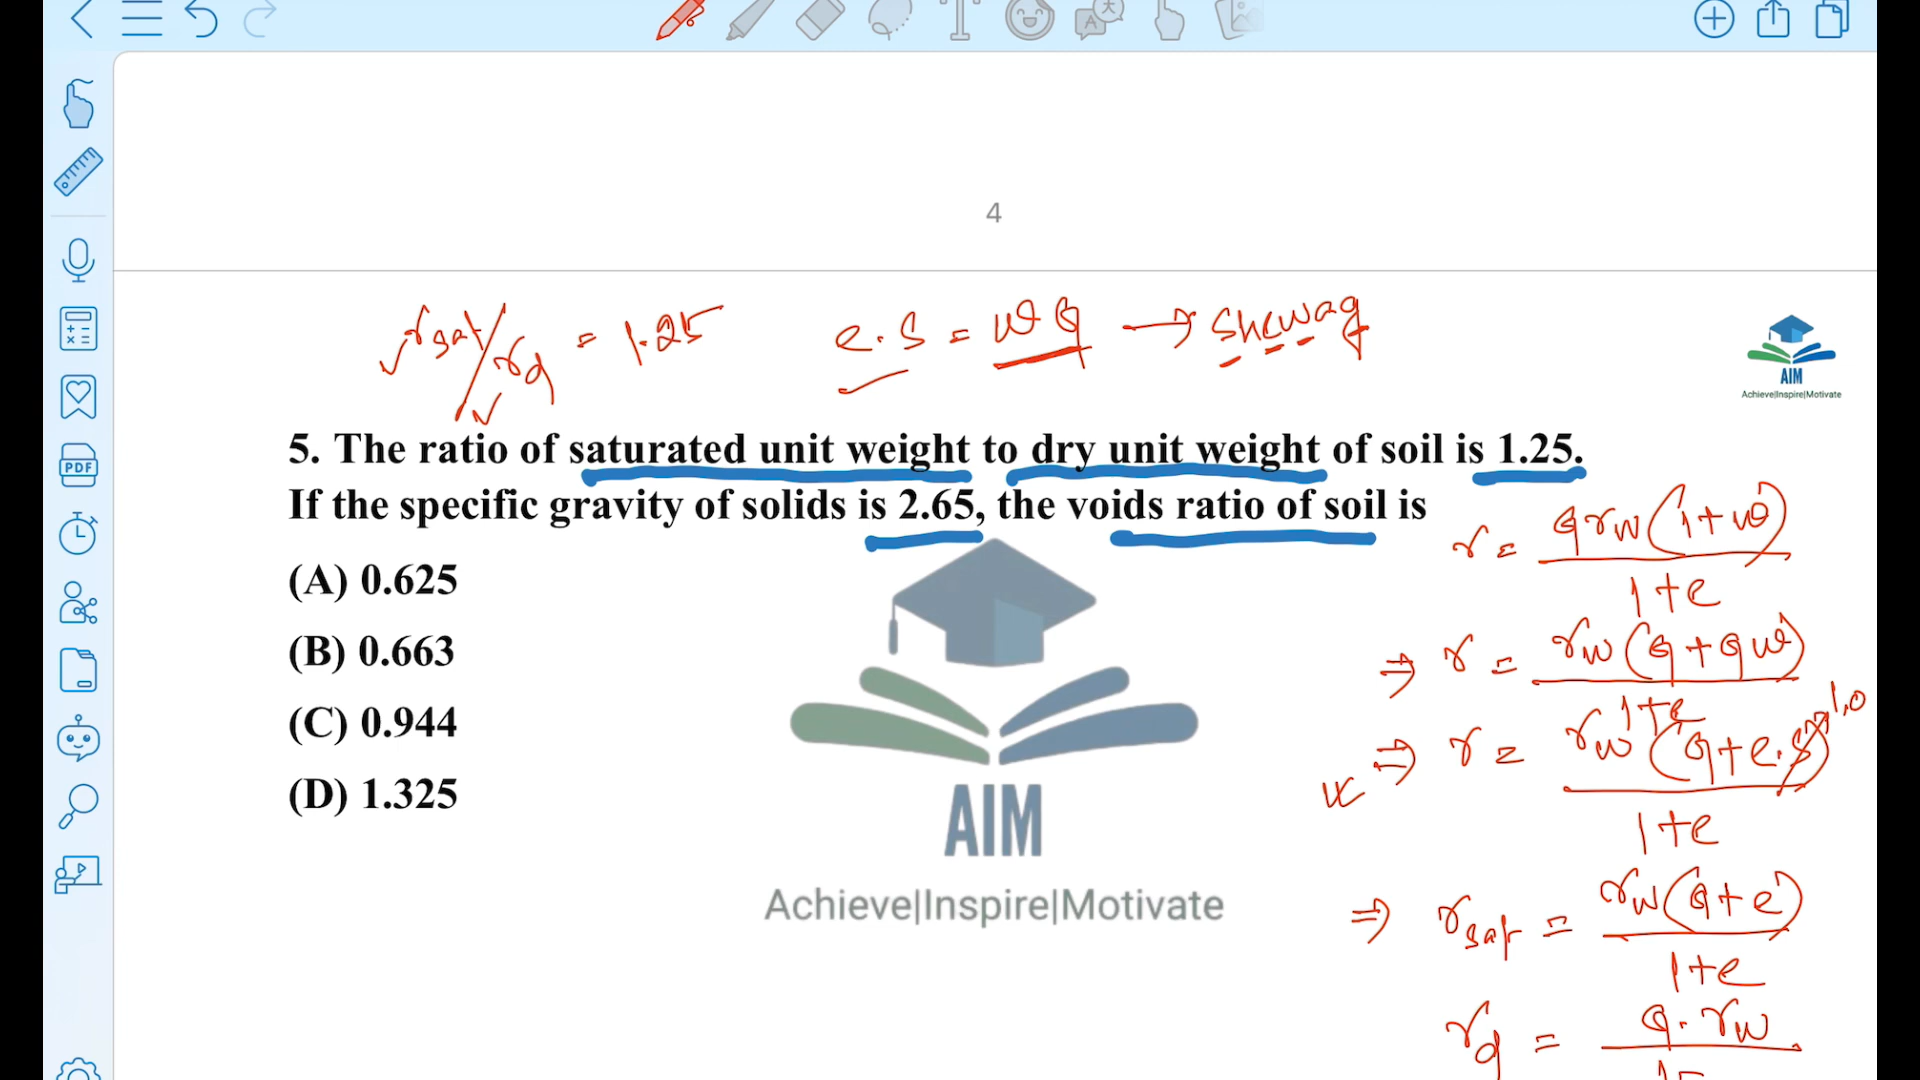 PDF
4
γsat/γd = 1.25
e.S = wG → Shewag
AIM
Achieve|Inspire|Motivate
5. The ratio of saturated unit weight to dry unit weight of soil is 1.25.
If the specific gravity of solids is 2.65, the voids ratio of soil is
(A) 0.625
(B) 0.663
(C) 0.944
(D) 1.325
γ = Gγw(1+w) / 1+e
⇒ γ = γw(G+Gw) / 1+e
⇒ γ = γw(G+e.S) / 1+e
1.0
AIM
Achieve|Inspire|Motivate
⇒ γsat = γw(G+e) / 1+e
γd = G.γw